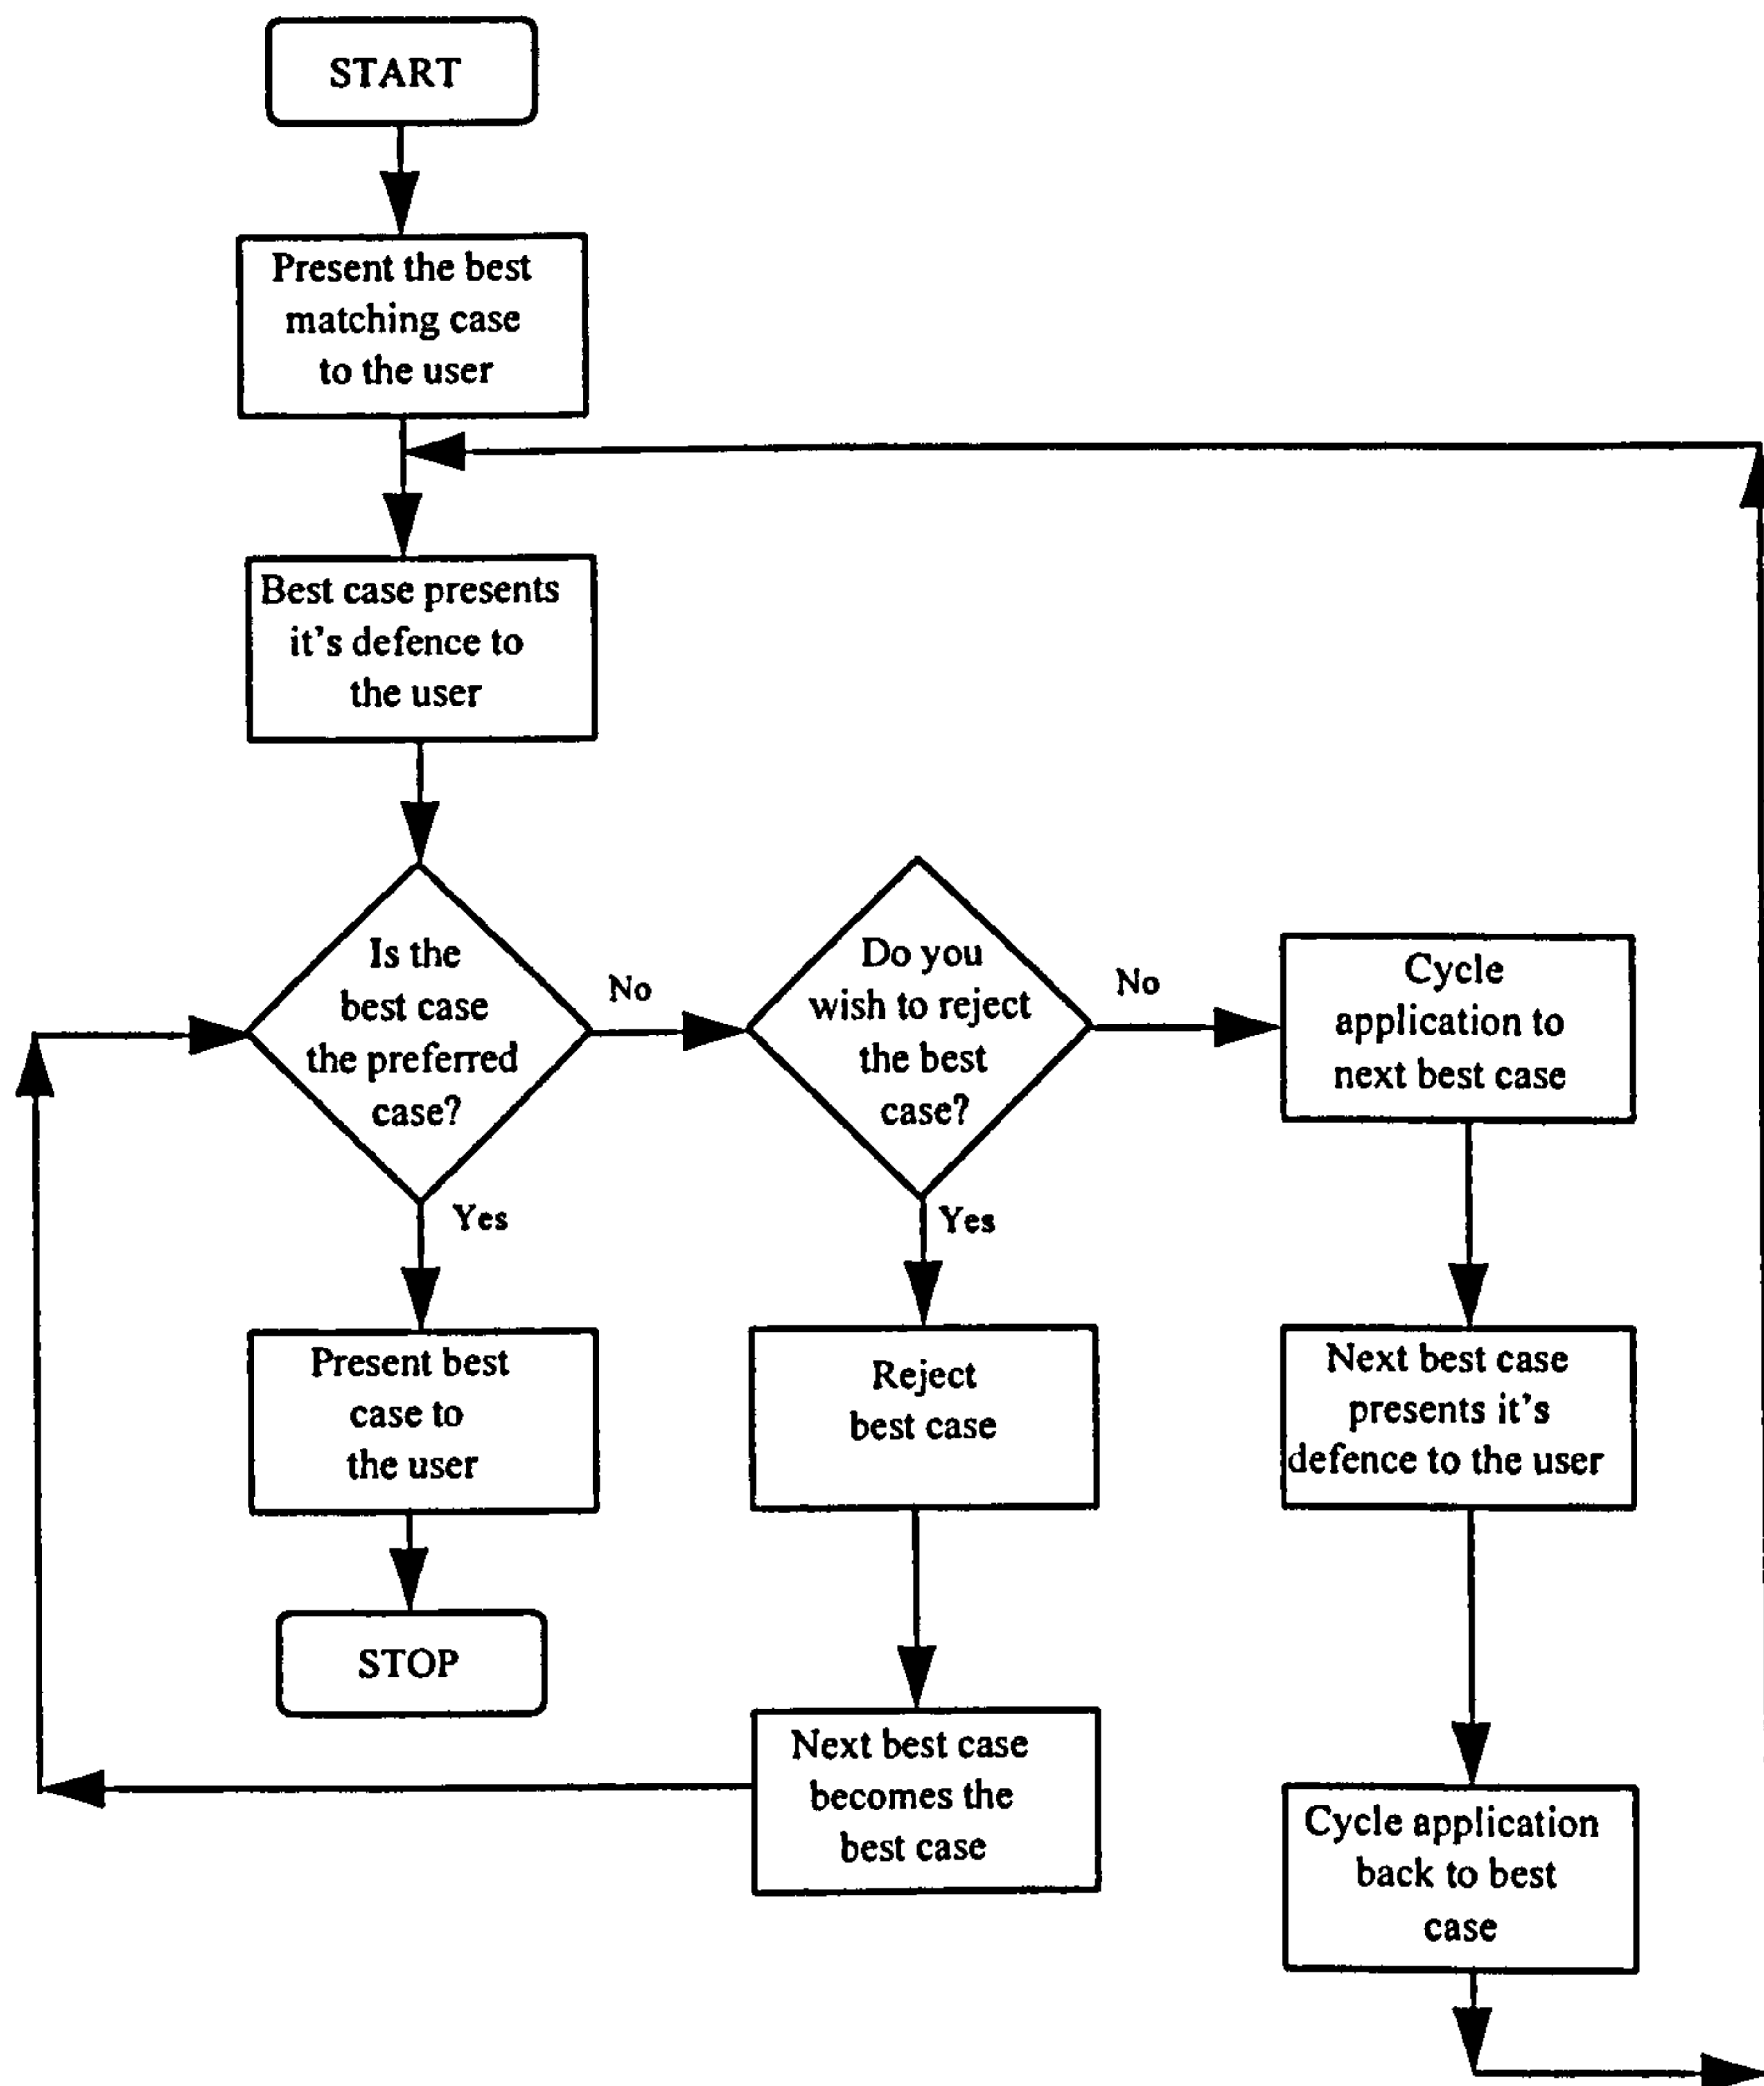 START
Present the best
matching case
to the user
Best case presents
it's defence to
the user
Is the
best case
the preferred
case?
No
Yes
Do you
wish to reject
the best
case?
No
Yes
Cycle
application to
next best case
Present best
case to
the user
Reject
best case
Next best case
presents it's
defence to the user
STOP
Next best case
becomes the
best case
Cycle application
back to best
case